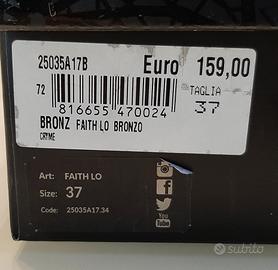 25035A17B
Euro 159,00
72
TAGLIA
816655 470024
37
BRONZ FAITH LO BRONZO
CRYME
Art: FAITH LO
Size: 37
Code: 25035A17.34
You
Tube
subito